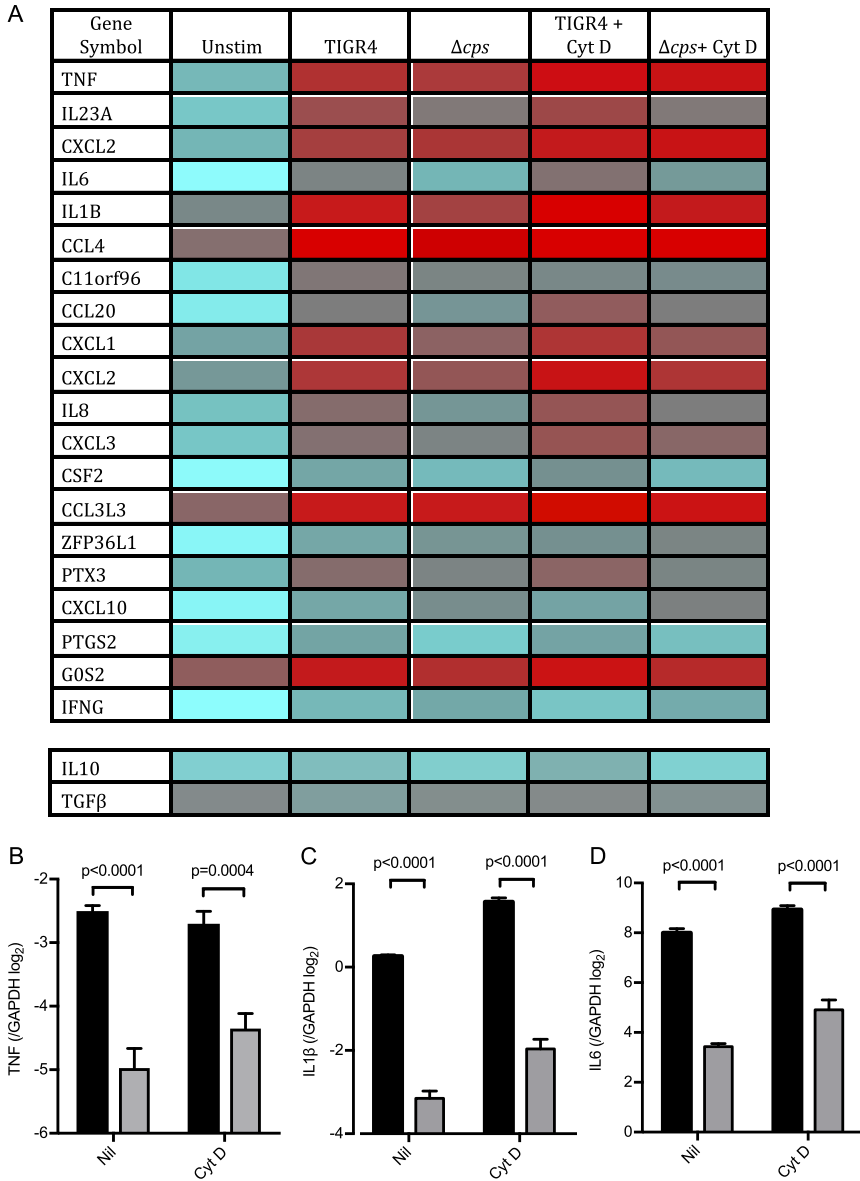 A
Gene Symbol Unstim TIGR4 Δcps TIGR4 + Cyt D Δcps+ Cyt D
TNF
IL23A
CXCL2
IL6
IL1B
CCL4
C11orf96
CCL20
CXCL1
CXCL2
IL8
CXCL3
CSF2
CCL3L3
ZFP36L1
PTX3
CXCL10
PTGS2
G0S2
IFNG
IL10
TGFβ
B
p<0.0001 p=0.0004
TNF (/GAPDH log2)
-2
-3
-4
-5
-6
Nil Cyt D
C
p<0.0001 p<0.0001
IL1β (/GAPDH log2)
2
0
-2
-4
Nil Cyt D
D
p<0.0001 p<0.0001
IL6 (/GAPDH log2)
10
8
6
4
2
0
Nil Cyt D